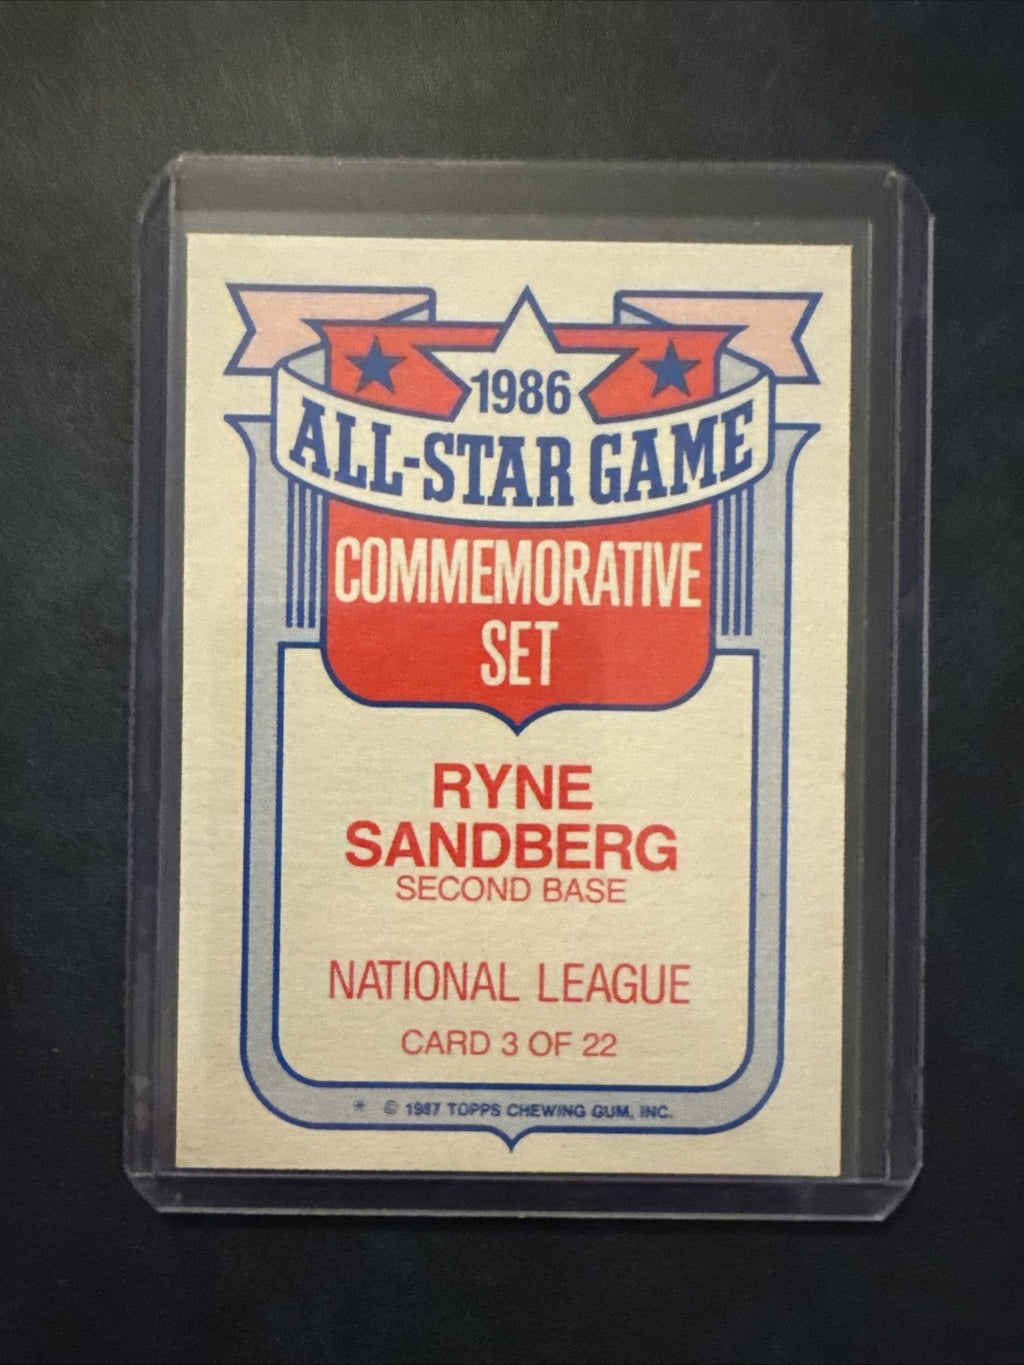 1986
ALL-STAR GAME
COMMEMORATIVE
SET
RYNE
SANDBERG
SECOND BASE
NATIONAL LEAGUE
CARD 3 OF 22
* © 1987 TOPPS CHEWING GUM, INC.